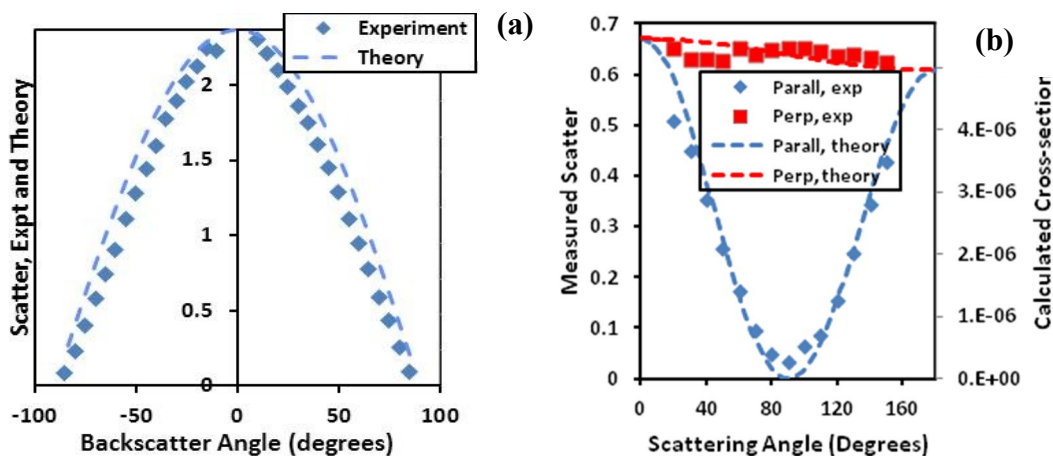 (a)
Experiment
Theory
Scatter, Expt and Theory
2
1.5
1
0.5
0
-100
-50
0
50
100
Backscatter Angle (degrees)
(b)
0.7
0.6
0.5
0.4
0.3
0.2
0.1
0
Measured Scatter
Parall, exp
Perp, exp
Parall, theory
Perp, theory
4.E-06
3.E-06
2.E-06
1.E-06
0.E+00
Calculated Cross-section
0
40
80
120
160
Scattering Angle (Degrees)